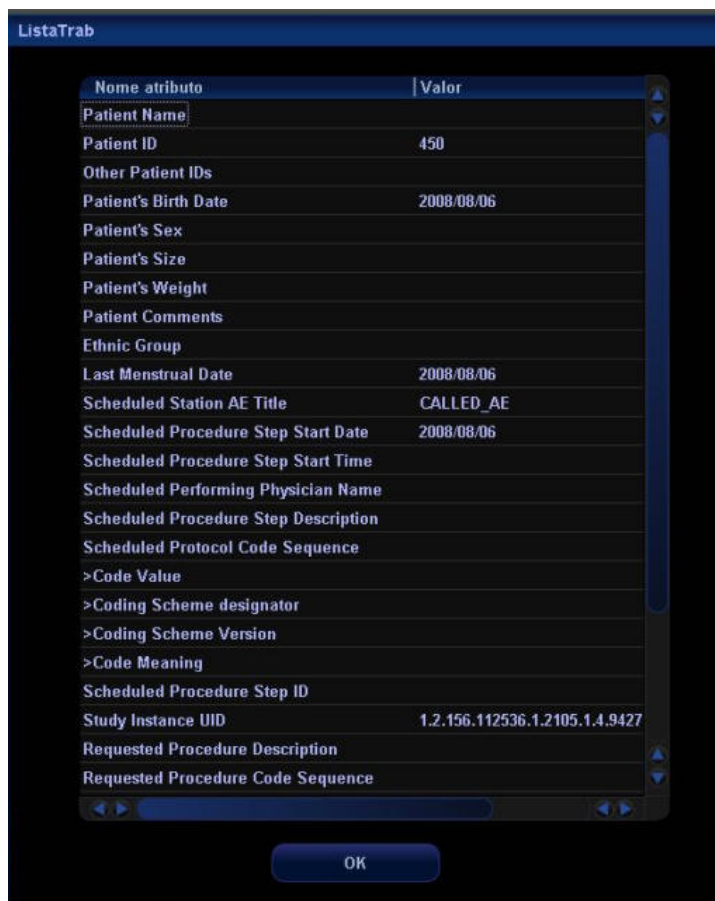 ListaTrab
Nome atributo Valor
Patient Name
Patient ID 450
Other Patient IDs
Patient's Birth Date 2008/08/06
Patient's Sex
Patient's Size
Patient's Weight
Patient Comments
Ethnic Group
Last Menstrual Date 2008/08/06
Scheduled Station AE Title CALLED_AE
Scheduled Procedure Step Start Date 2008/08/06
Scheduled Procedure Step Start Time
Scheduled Performing Physician Name
Scheduled Procedure Step Description
Scheduled Protocol Code Sequence
>Code Value
>Coding Scheme designator
>Coding Scheme Version
>Code Meaning
Scheduled Procedure Step ID
Study Instance UID 1.2.156.112536.1.2105.1.4.9427
Requested Procedure Description
Requested Procedure Code Sequence
OK